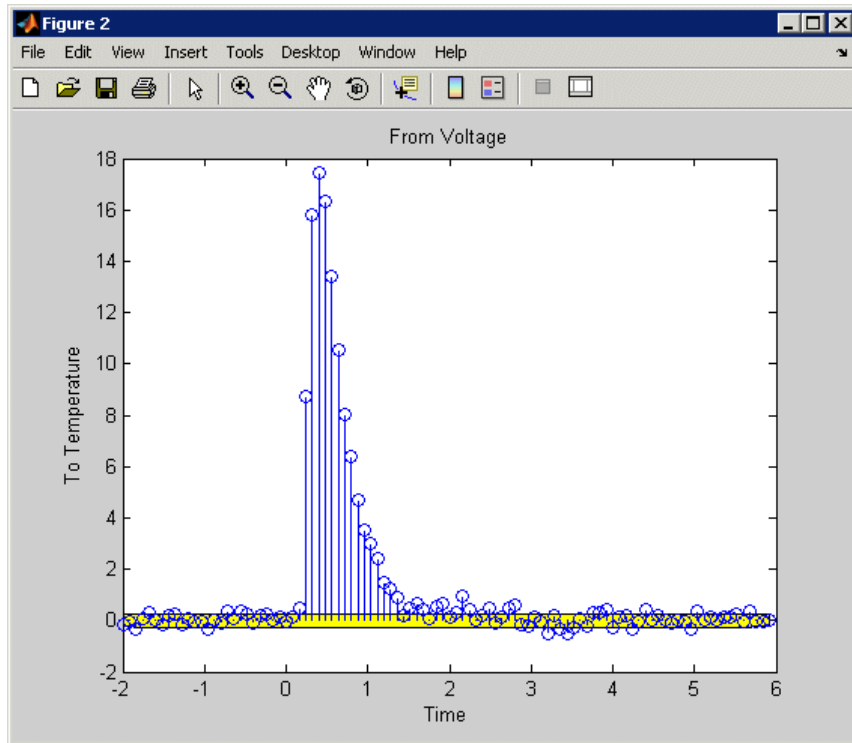 Figure 2
File Edit View Insert Tools Desktop Window Help
From Voltage
18
16
14
12
10
8
6
4
2
0
-2
To Temperature
-2 -1 0 1 2 3 4 5 6
Time